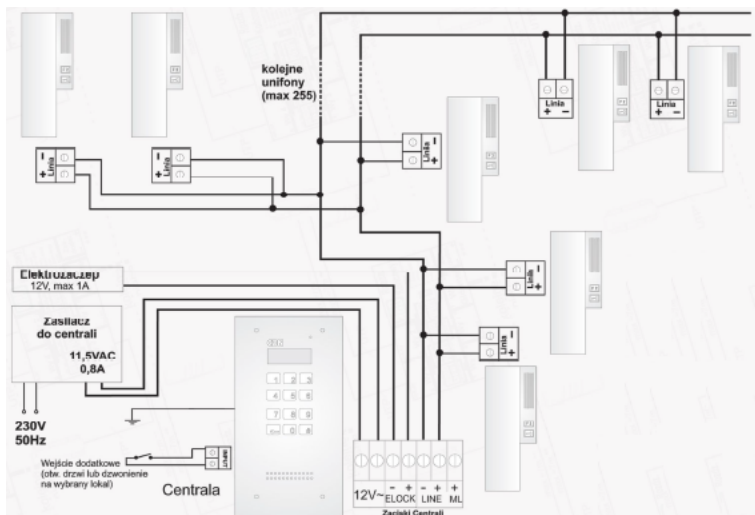 kolejne
unifony
(max 255)
Linia
+ −
Linia
+ −
− +
Linia
− +
Linia
− +
Linia
− +
Linia
− +
Linia
Elektrozaczep
12V, max 1A
Zasilacz
do centrali
11,5VAC
0,8A
230V
50Hz
1 2 3
4 5 6
7 8 9
0
Wejście dodatkowe
(otw. drzwi lub dzwonienie
na wybrany lokal)
INPUT
Centrala
− + − + +
12V~ ELOCK LINE ML
Zaciski Centrali